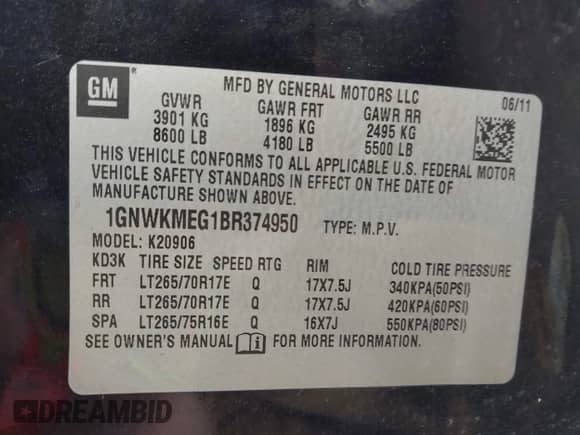 GM ®
MFD BY GENERAL MOTORS LLC
06/11
GVWR GAWR FRT GAWR RR
3901 KG 1896 KG 2495 KG
8600 LB 4180 LB 5500 LB
THIS VEHICLE CONFORMS TO ALL APPLICABLE U.S. FEDERAL MOTOR
VEHICLE SAFETY STANDARDS IN EFFECT ON THE DATE OF
MANUFACTURE SHOWN ABOVE.
1GNWKMEG1BR374950 TYPE: M.P.V.
MODEL: K20906
KD3K TIRE SIZE SPEED RTG RIM COLD TIRE PRESSURE
FRT LT265/70R17E Q 17X7.5J 340KPA(50PSI)
RR LT265/70R17E Q 17X7.5J 420KPA(60PSI)
SPA LT265/75R16E Q 16X7J 550KPA(80PSI)
SEE OWNER'S MANUAL FOR MORE INFORMATION.
DREAMBID